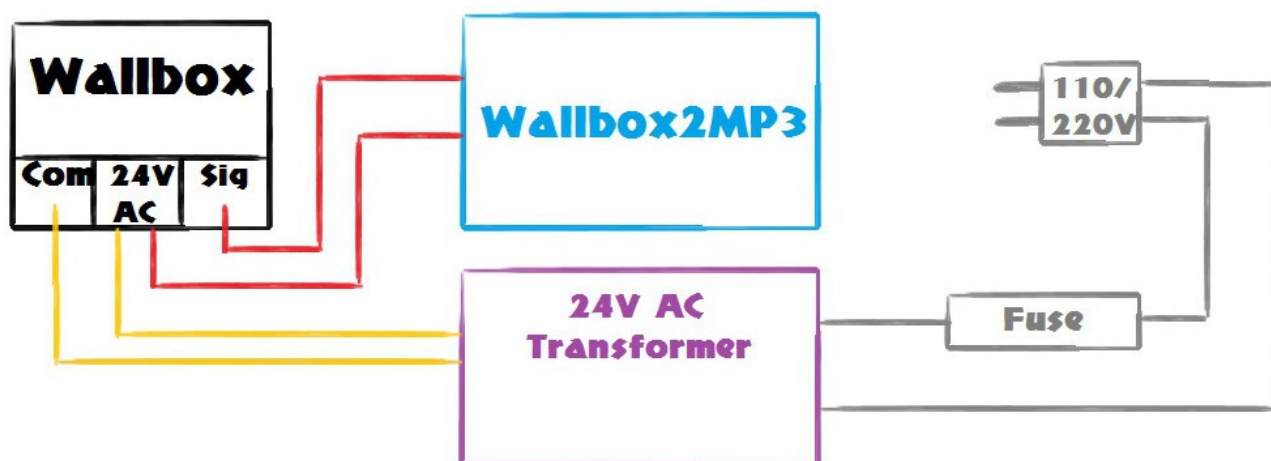 Wallbox
Com 24V AC Sig
Wallbox2MP3
110/
220V
24V AC
Transformer
Fuse